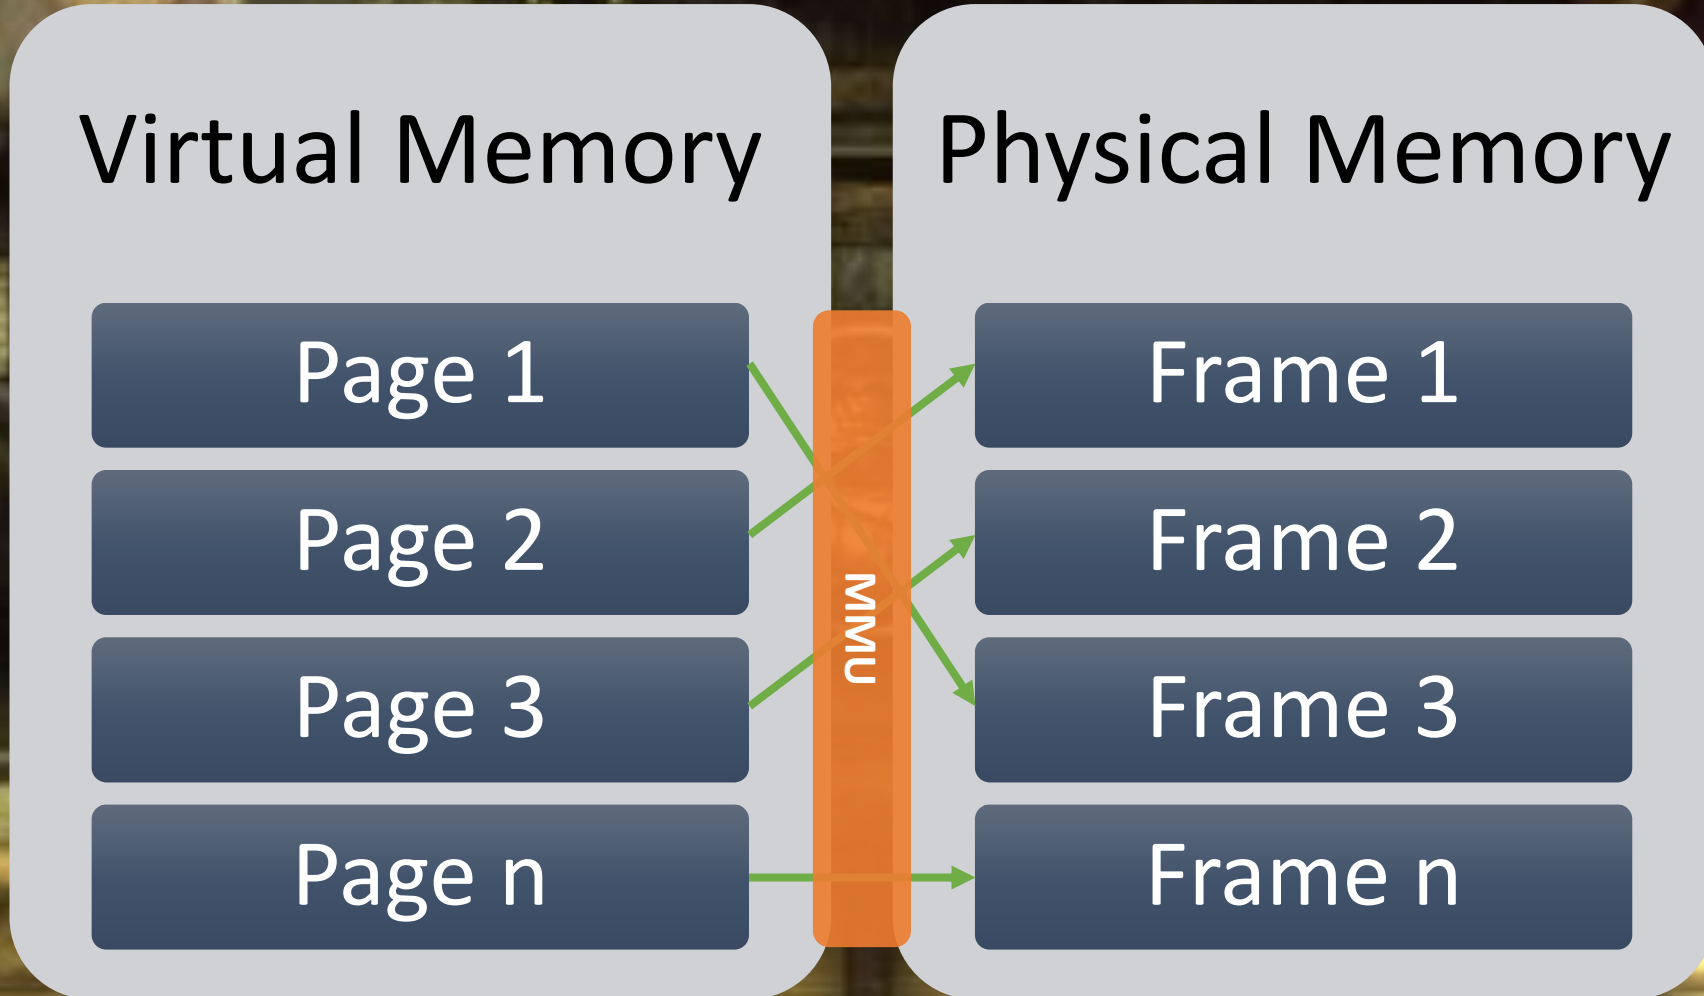 Virtual Memory
Page 1
Page 2
Page 3
Page n
MMU
Physical Memory
Frame 1
Frame 2
Frame 3
Frame n